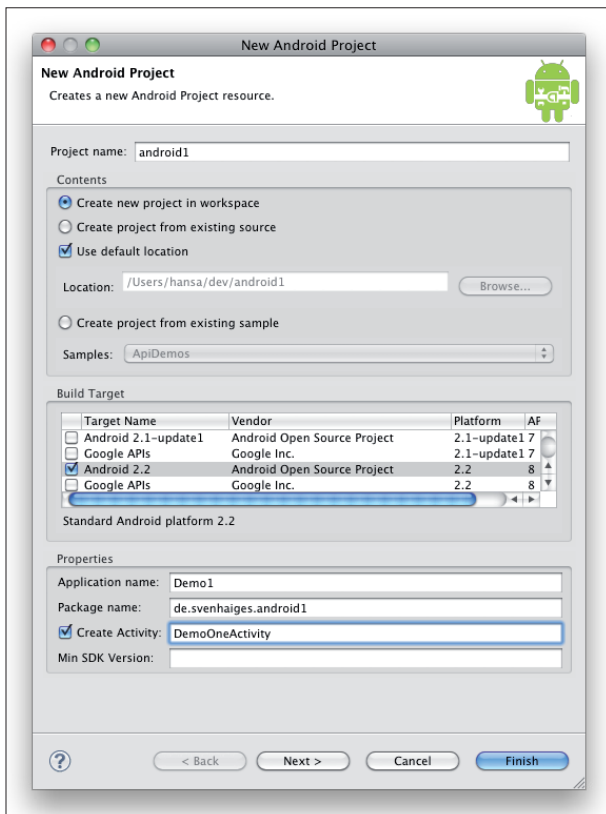 New Android Project
New Android Project
Creates a new Android Project resource.
Project name: android1
Contents
Create new project in workspace
Create project from existing source
Use default location
Location: /Users/hansa/dev/android1 Browse...
Create project from existing sample
Samples: ApiDemos
Build Target
Target Name Vendor Platform AP
Android 2.1-update1 Android Open Source Project 2.1-update1 7
Google APIs Google Inc. 2.1-update1 7
Android 2.2 Android Open Source Project 2.2 8
Google APIs Google Inc. 2.2 8
Standard Android platform 2.2
Properties
Application name: Demo1
Package name: de.svenhaiges.android1
Create Activity: DemoOneActivity
Min SDK Version:
? < Back Next > Cancel Finish